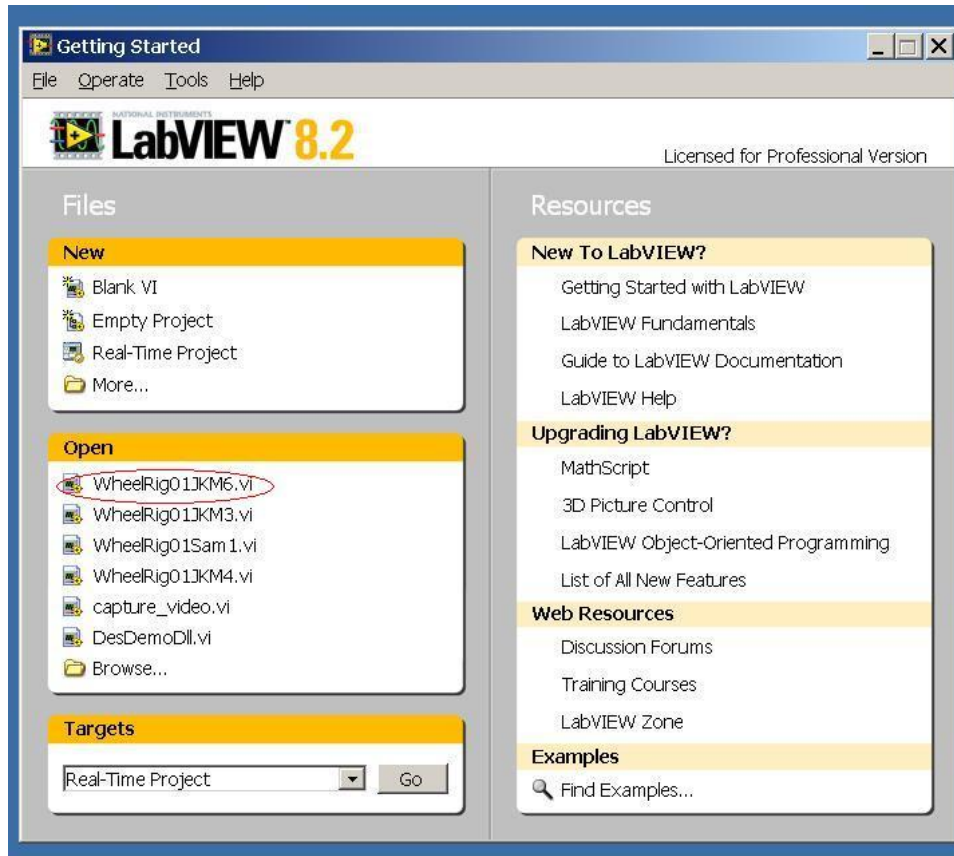 Getting Started
File Operate Tools Help
NATIONAL INSTRUMENTS
LabVIEW™ 8.2
Licensed for Professional Version
Files
New
Blank VI
Empty Project
Real-Time Project
More...
Open
WheelRig01JKM6.vi
WheelRig01JKM3.vi
WheelRig01Sam1.vi
WheelRig01JKM4.vi
capture_video.vi
DesDemoDll.vi
Browse...
Targets
Real-Time Project Go
Resources
New To LabVIEW?
Getting Started with LabVIEW
LabVIEW Fundamentals
Guide to LabVIEW Documentation
LabVIEW Help
Upgrading LabVIEW?
MathScript
3D Picture Control
LabVIEW Object-Oriented Programming
List of All New Features
Web Resources
Discussion Forums
Training Courses
LabVIEW Zone
Examples
Find Examples...